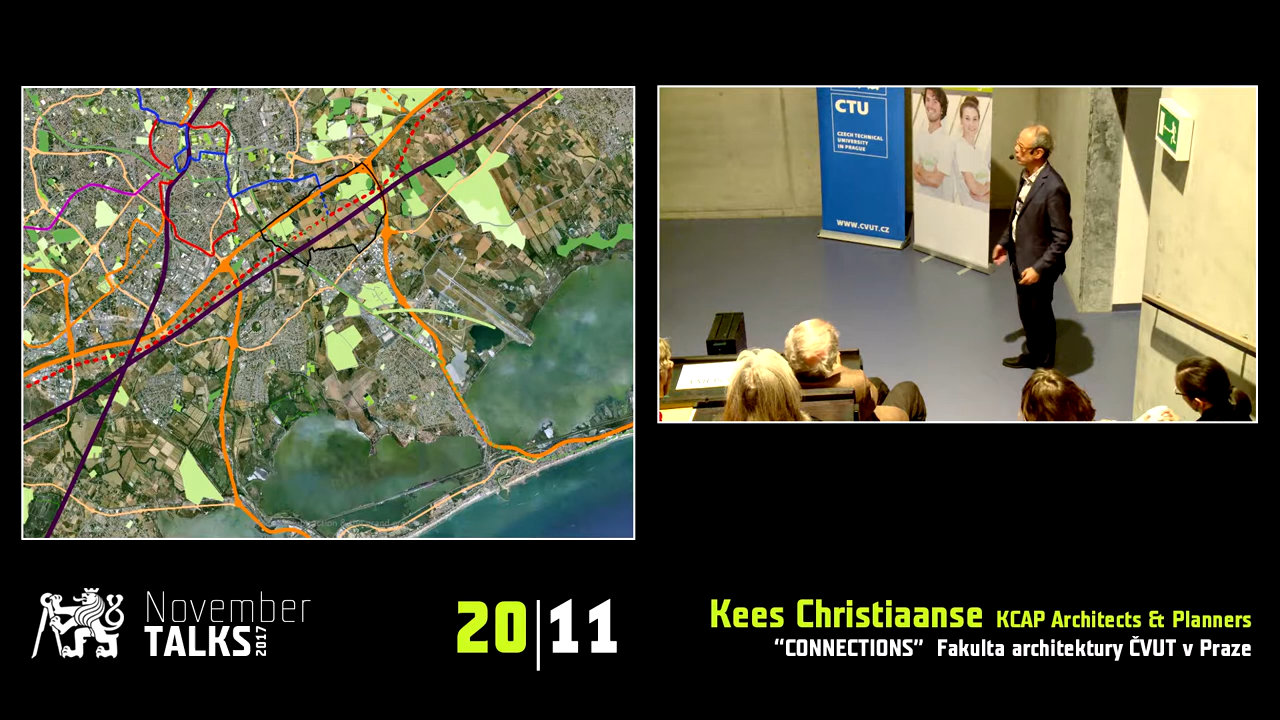 CTU
CZECH TECHNICAL
UNIVERSITY
IN PRAGUE
WWW.CVUT.CZ
November
TALKS 2017
20|11
Kees Christiaanse KCAP Architects & Planners
“CONNECTIONS” Fakulta architektury ČVUT v Praze